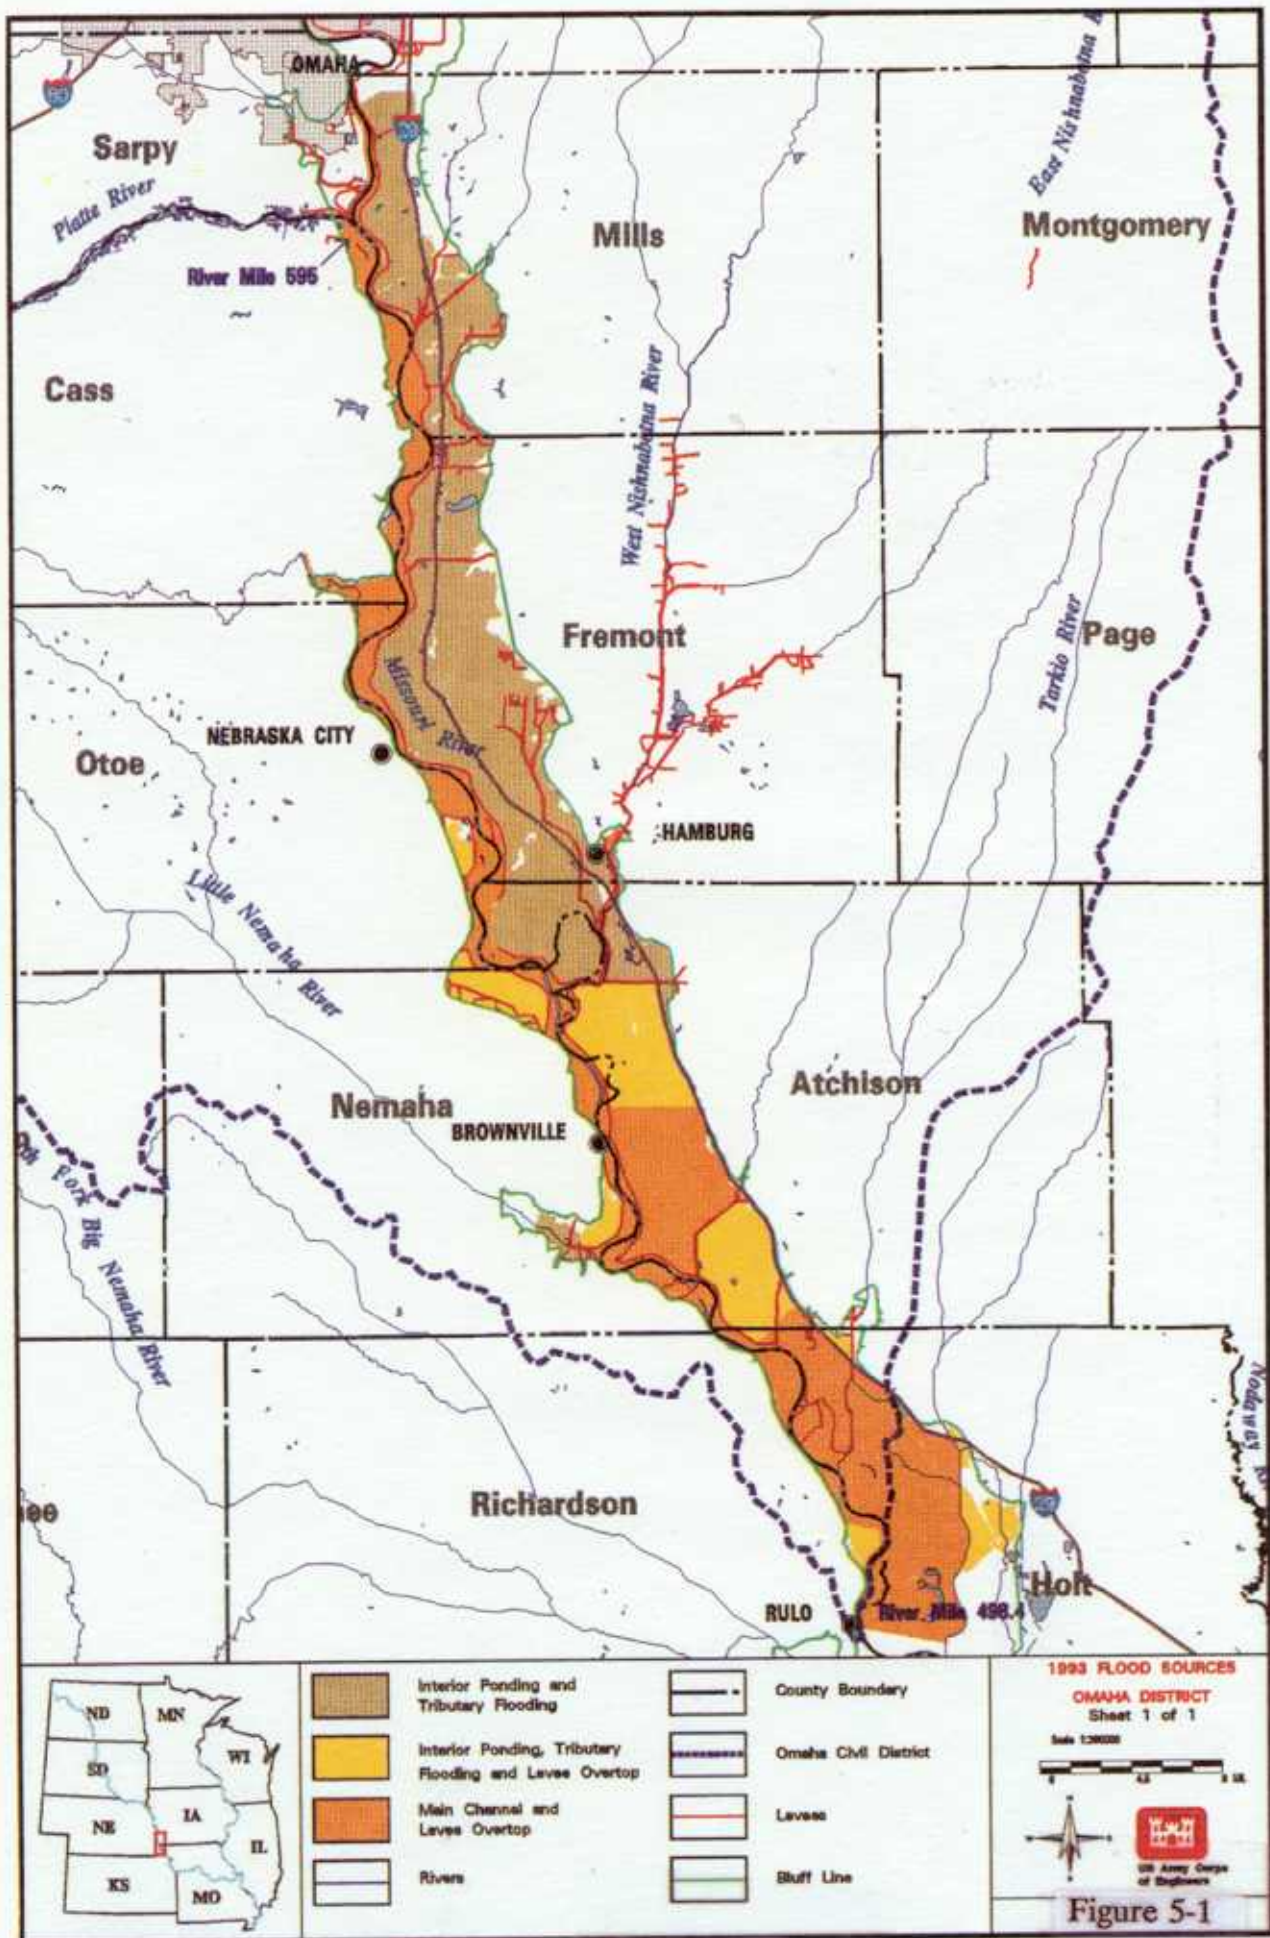 OMAHA
Sarpy
Platte River
River Mile 595
Mills
East Nishnabotna R
Montgomery
Cass
West Nishnabotna River
Fremont
Page
Tarkio River
Missouri River
NEBRASKA CITY
Otoe
HAMBURG
Little Nemaha River
Nemaha
BROWNVILLE
Atchison
Fork Big Nemaha River
Richardson
RULO
River Mile 498.4
Holt
Nodaway R
ND
MN
SD
WI
NE
IA
IL
KS
MO
Interior Ponding and
Tributary Flooding
Interior Ponding, Tributary
Flooding and Levee Overtop
Main Channel and
Levee Overtop
Rivers
County Boundary
Omaha Civil District
Levees
Bluff Line
1993 FLOOD SOURCES
OMAHA DISTRICT
Sheet 1 of 1
US Army Corps
of Engineers
Figure 5-1